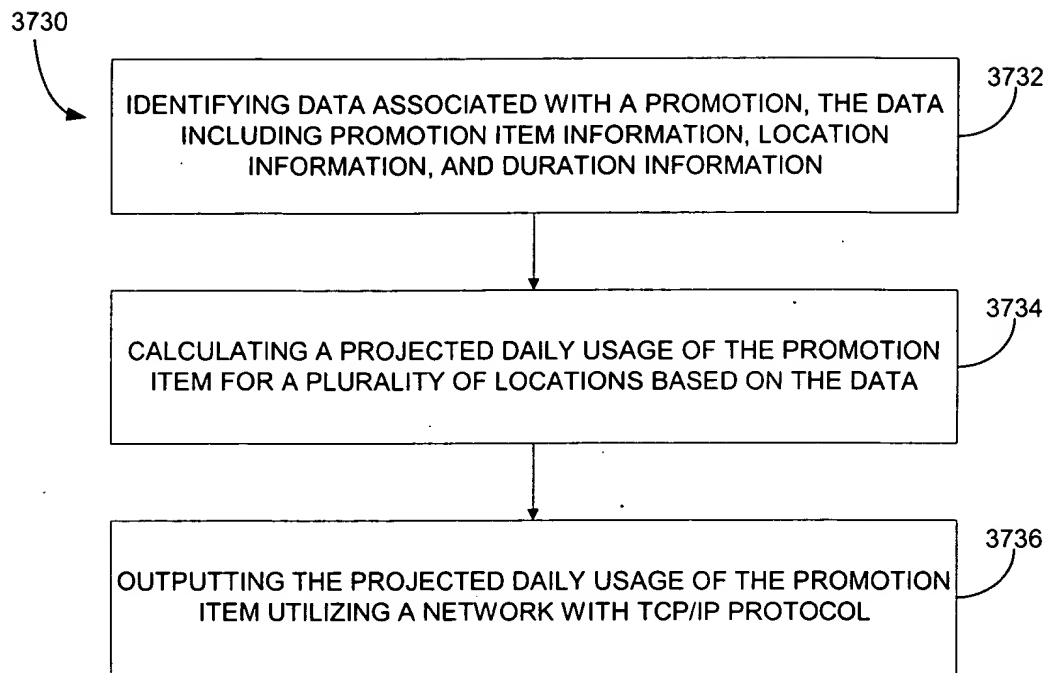 3730
3732
IDENTIFYING DATA ASSOCIATED WITH A PROMOTION, THE DATA
INCLUDING PROMOTION ITEM INFORMATION, LOCATION
INFORMATION, AND DURATION INFORMATION
3734
CALCULATING A PROJECTED DAILY USAGE OF THE PROMOTION
ITEM FOR A PLURALITY OF LOCATIONS BASED ON THE DATA
3736
OUTPUTTING THE PROJECTED DAILY USAGE OF THE PROMOTION
ITEM UTILIZING A NETWORK WITH TCP/IP PROTOCOL